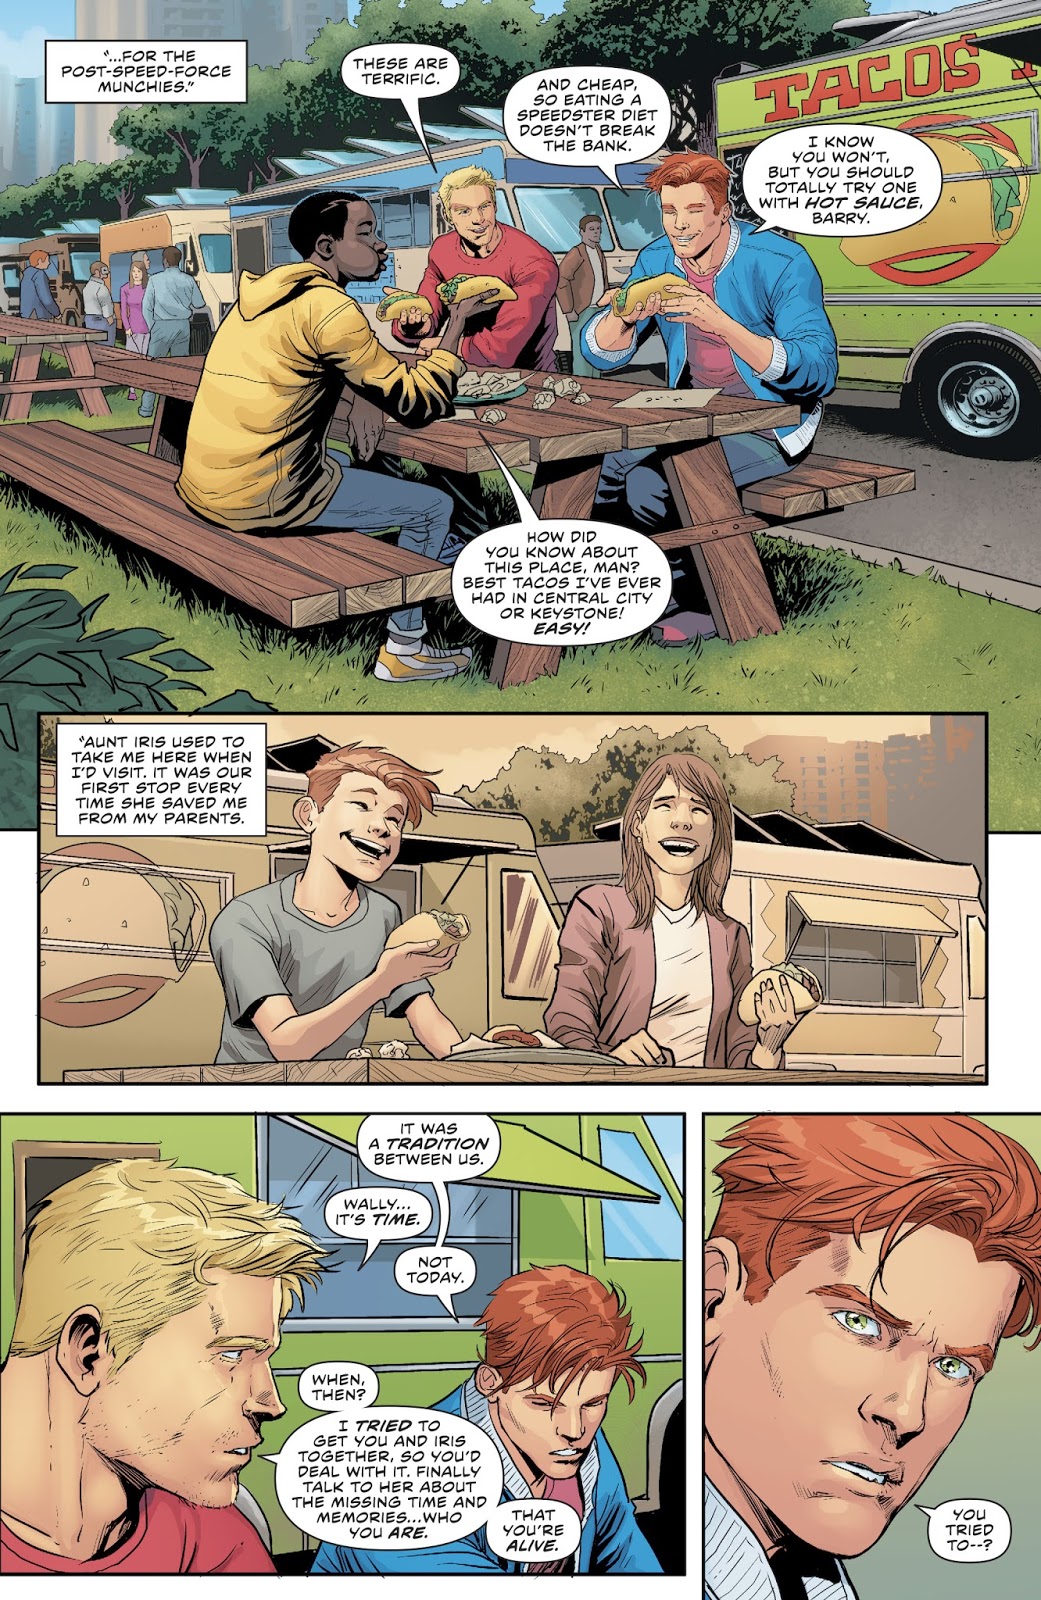 "...FOR THE
POST-SPEED-FORCE
MUNCHIES."
THESE ARE
TERRIFIC.
AND CHEAP,
SO EATING A
SPEEDSTER DIET
DOESN'T BREAK
THE BANK.
TACOS
I KNOW
YOU WON'T,
BUT YOU SHOULD
TOTALLY TRY ONE
WITH HOT SAUCE,
BARRY.
HOW DID
YOU KNOW ABOUT
THIS PLACE, MAN?
BEST TACOS I'VE EVER
HAD IN CENTRAL CITY
OR KEYSTONE!
EASY!
"AUNT IRIS USED TO
TAKE ME HERE WHEN
I'D VISIT. IT WAS OUR
FIRST STOP EVERY
TIME SHE SAVED ME
FROM MY PARENTS.
IT WAS
A TRADITION
BETWEEN US.
WALLY...
IT'S TIME.
NOT
TODAY.
WHEN,
THEN?
I TRIED TO
GET YOU AND IRIS
TOGETHER, SO YOU'D
DEAL WITH IT. FINALLY
TALK TO HER ABOUT
THE MISSING TIME AND
MEMORIES...WHO
YOU ARE.
THAT
YOU'RE
ALIVE.
YOU
TRIED
TO--?